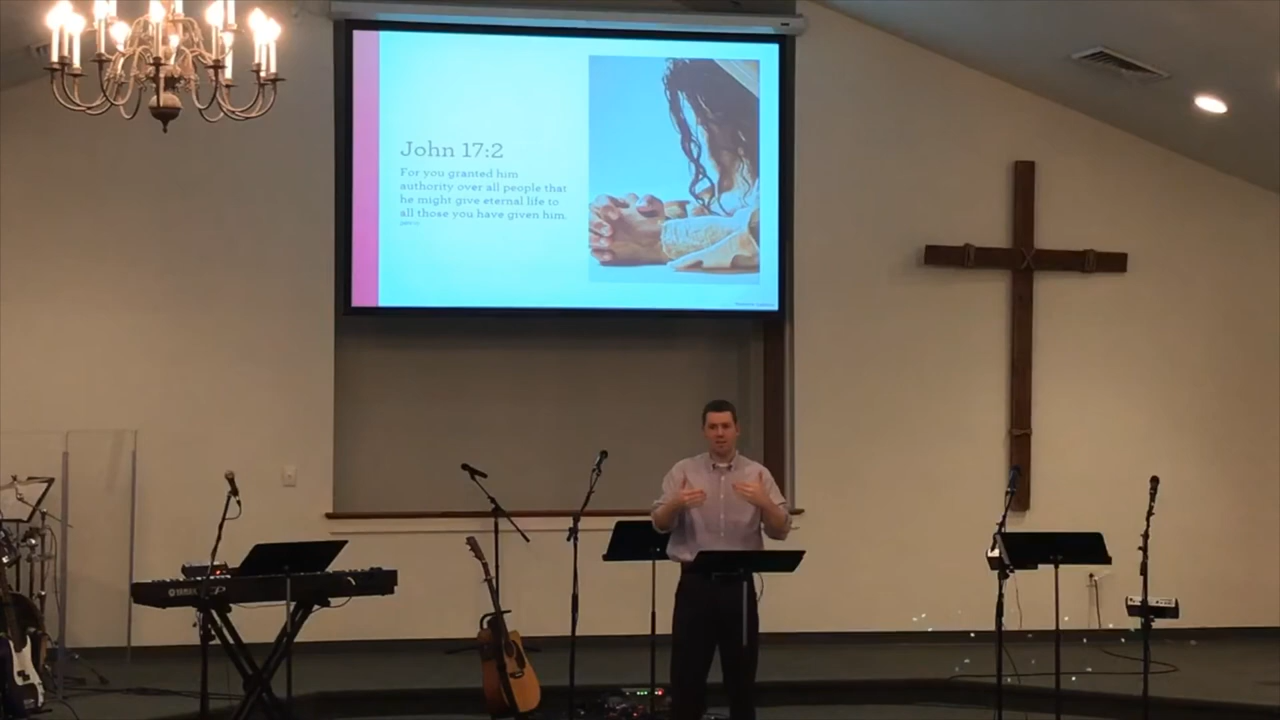 John 17:2
For you granted him
authority over all people that
he might give eternal life to
all those you have given him.
YAMAHA